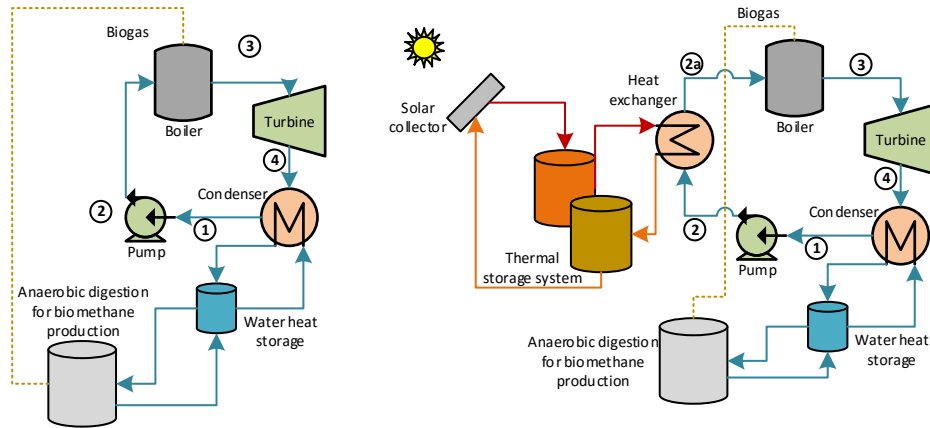 Biogas
3
Boiler
Turbine
4
Condenser
2
1
Pump
Anaerobic digestion
for biomethane
production
Water heat
storage
Biogas
2a
3
Heat
exchanger
Solar
collector
Boiler
Turbine
4
Condenser
2
1
Pump
Thermal
storage system
Anaerobic digestion
for biomethane
production
Water heat
storage